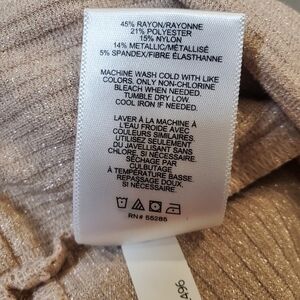 45% RAYON/RAYONNE
21% POLYESTER
15% NYLON
14% METALLIC/MÉTALLISÉ
5% SPANDEX/FIBRE ÉLASTHANNE
MACHINE WASH COLD WITH LIKE
COLORS. ONLY NON-CHLORINE
BLEACH WHEN NEEDED.
TUMBLE DRY LOW.
COOL IRON IF NEEDED.
LAVER À LA MACHINE À
L'EAU FROIDE AVEC
COULEURS SIMILAIRES.
UTILISEZ SEULEMENT
DU JAVELLISANT SANS
CHLORE, SI NÉCESSAIRE.
SÉCHAGE PAR
CULBUTAGE
À TEMPÉRATURE BASSE.
REPASSAGE DOUX,
SI NÉCESSAIRE.
RN# 55285